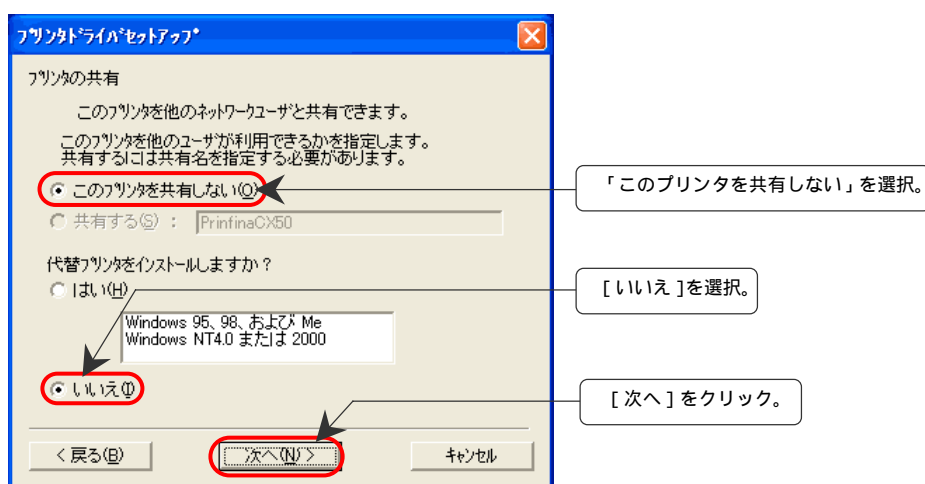 プリンタドライバセットアップ
プリンタの共有
このプリンタを他のネットワークユーザと共有できます。
このプリンタを他のユーザが利用できるかを指定します。
共有するには共有名を指定する必要があります。
このプリンタを共有しない(O)
「このプリンタを共有しない」を選択。
共有する(S) : PrinfinaCX50
代替プリンタをインストールしますか？
はい(H)
[いいえ]を選択。
Windows 95、98、および Me
Windows NT4.0 または 2000
いいえ(I)
[次へ]をクリック。
< 戻る(B) 次へ(N) > キャンセル